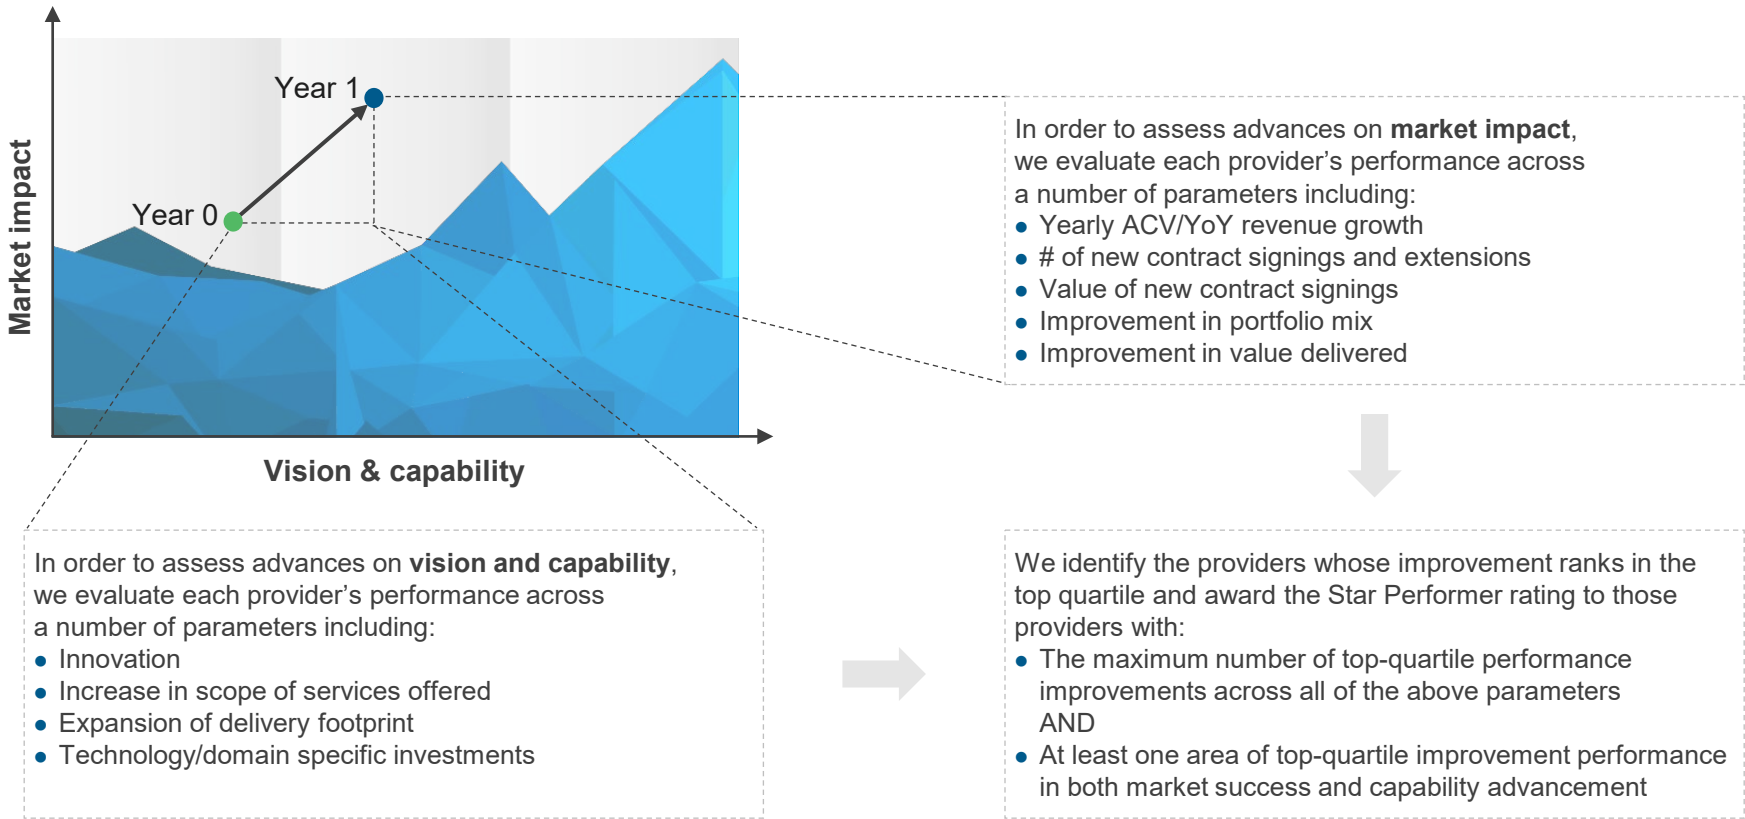 Year 1
Year 0
Market impact
Vision & capability
In order to assess advances on market impact,
we evaluate each provider’s performance across
a number of parameters including:
● Yearly ACV/YoY revenue growth
● # of new contract signings and extensions
● Value of new contract signings
● Improvement in portfolio mix
● Improvement in value delivered
In order to assess advances on vision and capability,
we evaluate each provider’s performance across
a number of parameters including:
● Innovation
● Increase in scope of services offered
● Expansion of delivery footprint
● Technology/domain specific investments
We identify the providers whose improvement ranks in the
top quartile and award the Star Performer rating to those
providers with:
● The maximum number of top-quartile performance
improvements across all of the above parameters
AND
● At least one area of top-quartile improvement performance
in both market success and capability advancement